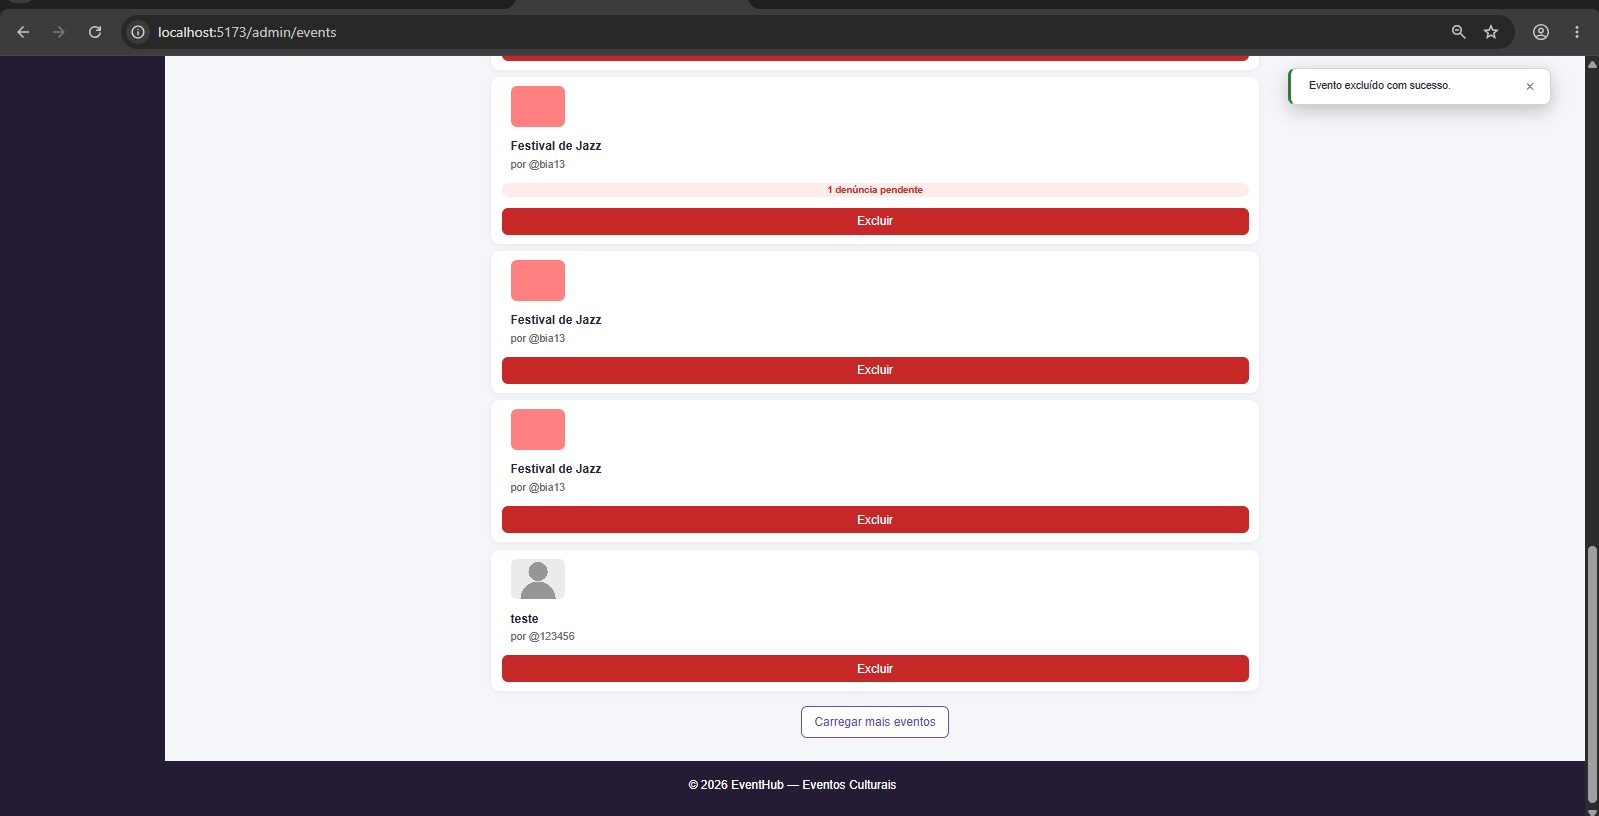 localhost:5173/admin/events
Evento excluído com sucesso.
Festival de Jazz
por @bia13
1 denúncia pendente
Excluir
Festival de Jazz
por @bia13
Excluir
Festival de Jazz
por @bia13
Excluir
teste
por @123456
Excluir
Carregar mais eventos
© 2026 EventHub — Eventos Culturais